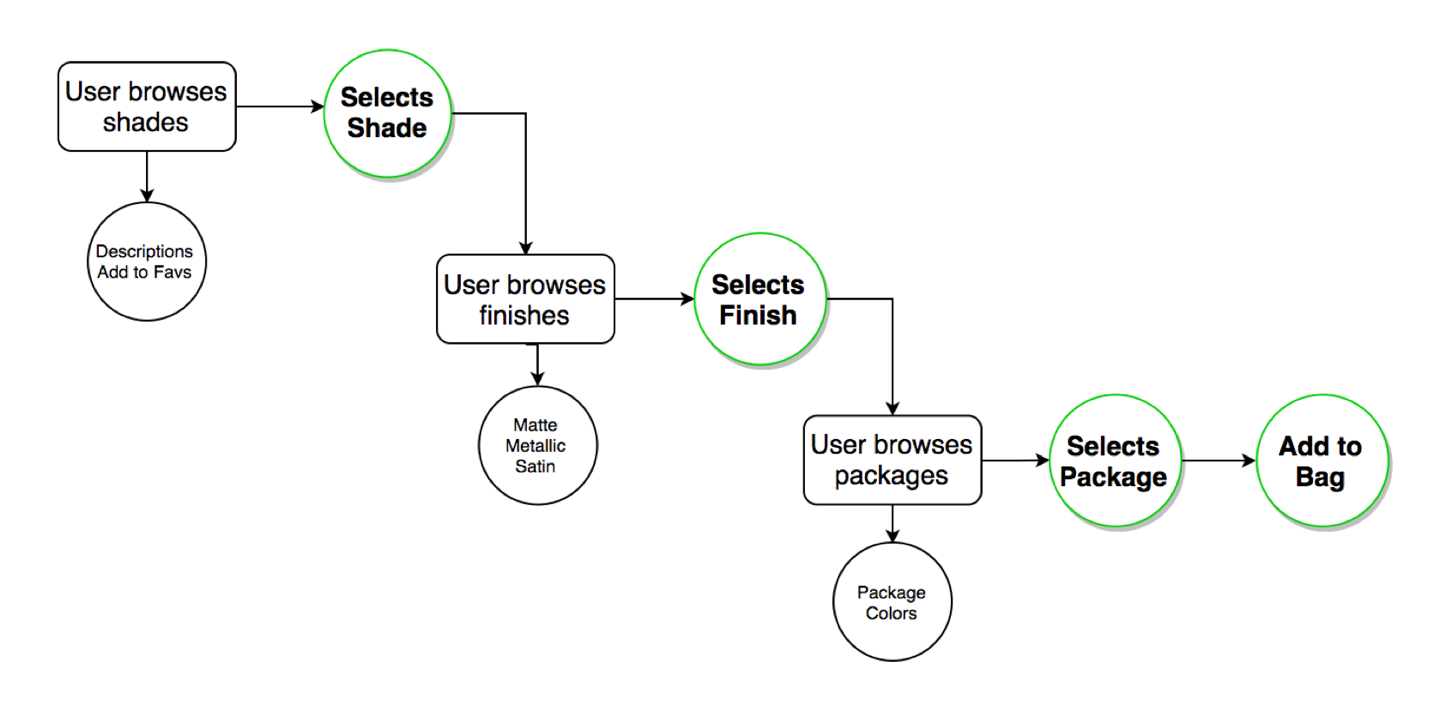 User browses
shades
Selects
Shade
Descriptions
Add to Favs
User browses
finishes
Selects
Finish
Matte
Metallic
Satin
User browses
packages
Selects
Package
Add to
Bag
Package
Colors